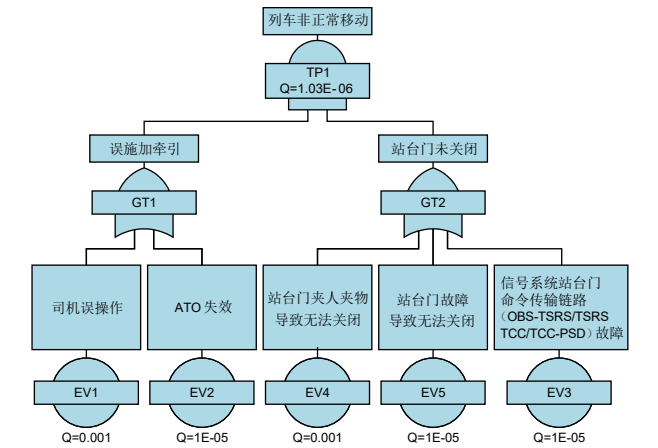 列车非正常移动
TP1
Q=1.03E-06
误施加牵引
站台门未关闭
GT1
GT2
司机误操作
ATO 失效
站台门夹人夹物
导致无法关闭
站台门故障
导致无法关闭
信号系统站台门
命令传输链路
（OBS-TSRS/TSRS
TCC/TCC-PSD）故障
EV1
EV2
EV4
EV5
EV3
Q=0.001
Q=1E-05
Q=0.001
Q=1E-05
Q=1E-05